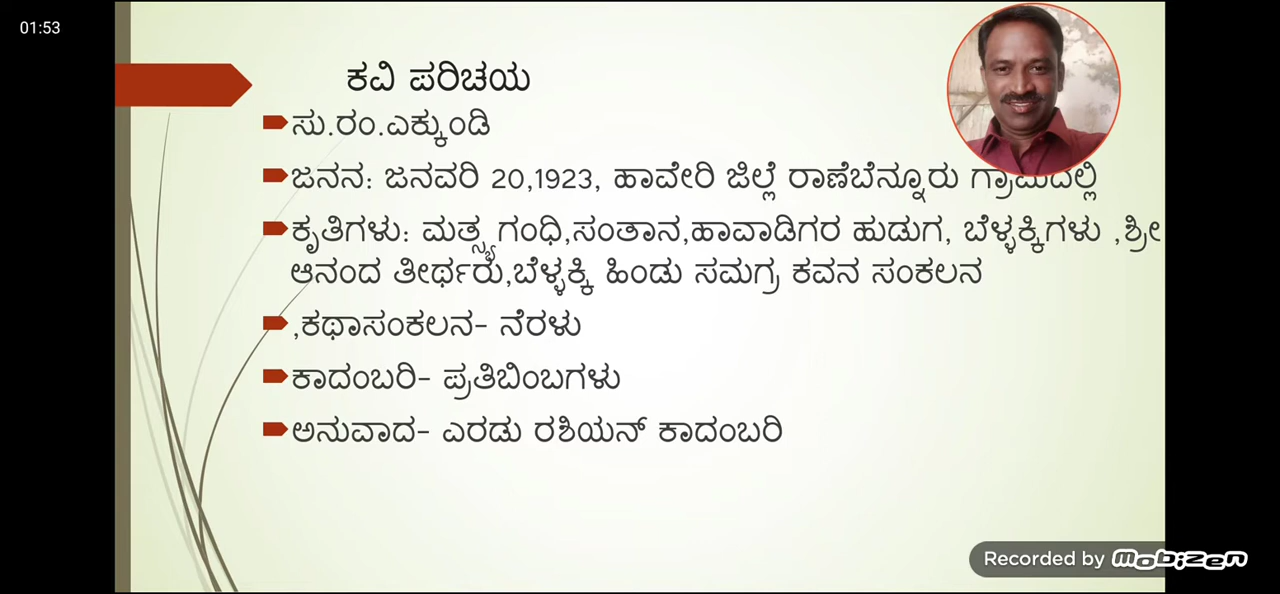 01:53
ಕವಿ ಪರಿಚಯ
ಸು.ರಂ.ಎಕ್ಕುಂಡಿ
ಜನನ: ಜನವರಿ 20,1923, ಹಾವೇರಿ ಜಿಲ್ಲೆ ರಾಣೆಬೆನ್ನೂರು ಗ್ರಾಮದಲ್ಲಿ
ಕೃತಿಗಳು: ಮತ್ಸ್ಯಗಂಧಿ,ಸಂತಾನ,ಹಾವಾಡಿಗರ ಹುಡುಗ, ಬೆಳ್ಳಕ್ಕಿಗಳು ,ಶ್ರೀ
ಆನಂದ ತೀರ್ಥರು,ಬೆಳ್ಳಕ್ಕಿ ಹಿಂಡು ಸಮಗ್ರ ಕವನ ಸಂಕಲನ
,ಕಥಾಸಂಕಲನ- ನೆರಳು
ಕಾದಂಬರಿ- ಪ್ರತಿಬಿಂಬಗಳು
ಅನುವಾದ- ಎರಡು ರಶಿಯನ್ ಕಾದಂಬರಿ
Recorded by Mobizen